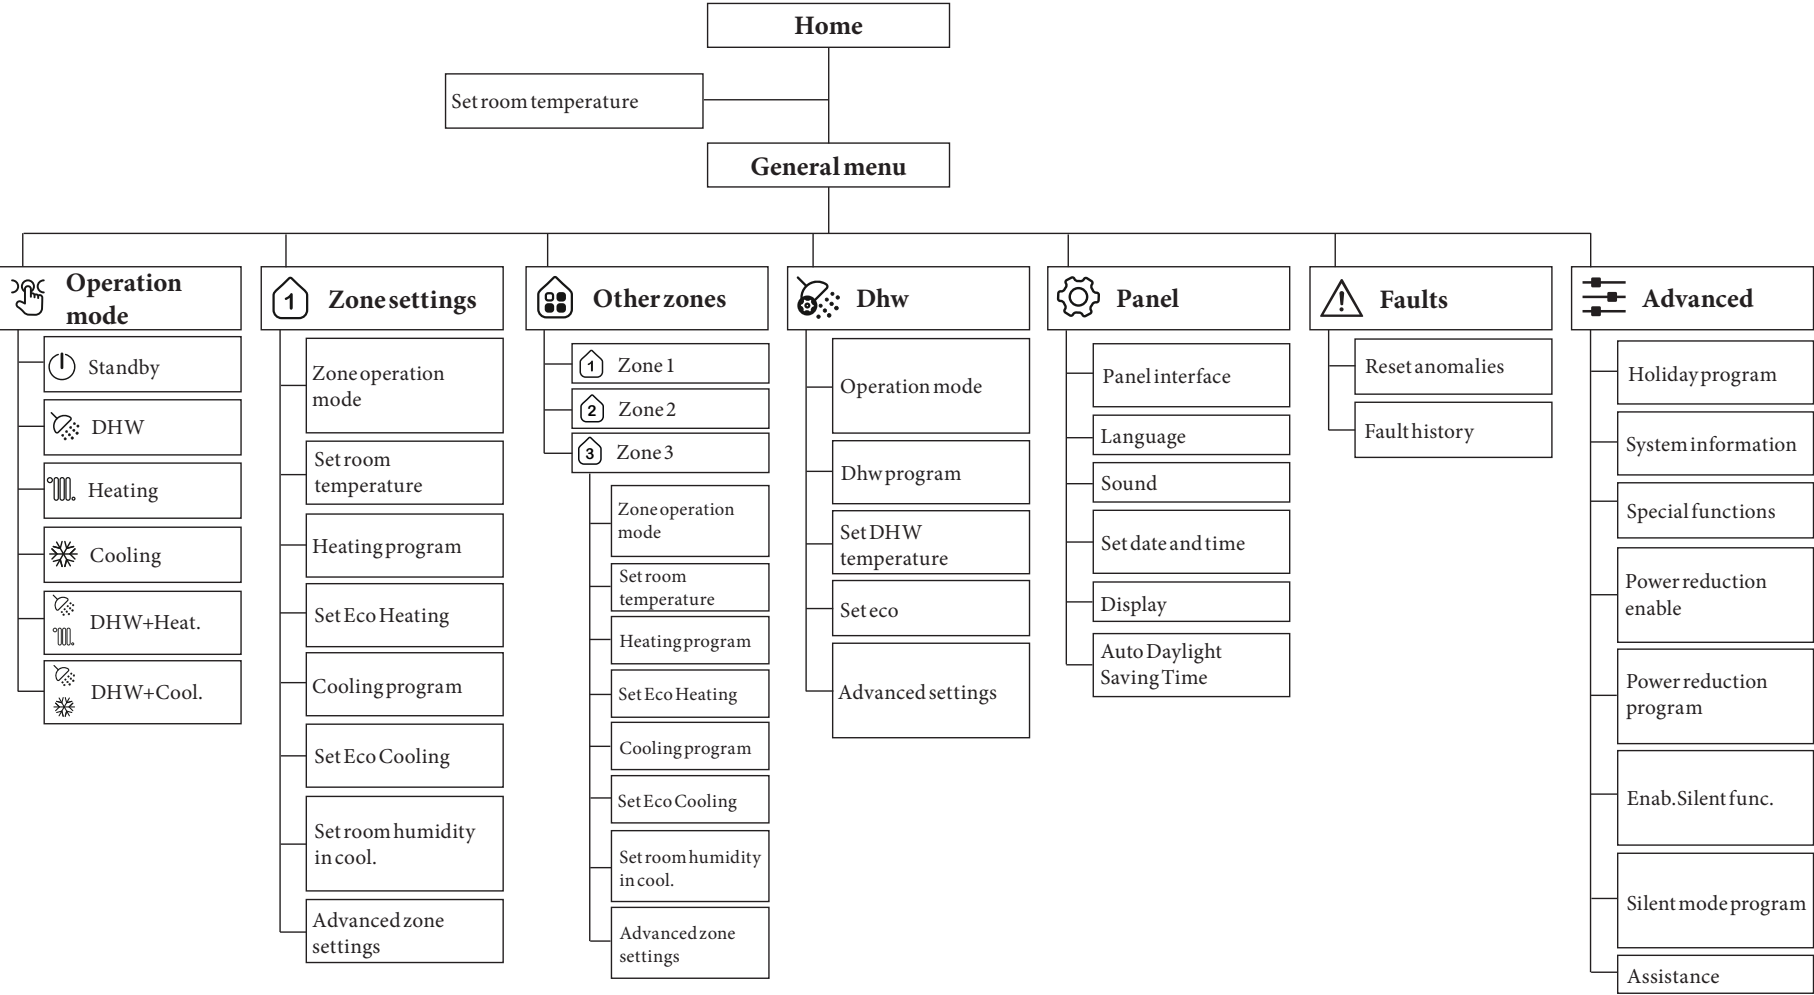 Home
Set room temperature
General menu
Operation
mode
Standby
DHW
Heating
Cooling
DHW+Heat.
DHW+Cool.
1
Zone settings
Zone operation
mode
Set room
temperature
Heating program
Set Eco Heating
Cooling program
Set Eco Cooling
Set room humidity
in cool.
Advanced zone
settings
Other zones
1 Zone 1
2 Zone 2
3 Zone 3
Zone operation
mode
Set room
temperature
Heating program
Set Eco Heating
Cooling program
Set Eco Cooling
Set room humidity
in cool.
Advanced zone
settings
Dhw
Operation mode
Dhw program
Set DHW
temperature
Set eco
Advanced settings
Panel
Panel interface
Language
Sound
Set date and time
Display
Auto Daylight
Saving Time
Faults
Reset anomalies
Fault history
Advanced
Holiday program
System information
Special functions
Power reduction
enable
Power reduction
program
Enab. Silent func.
Silent mode program
Assistance